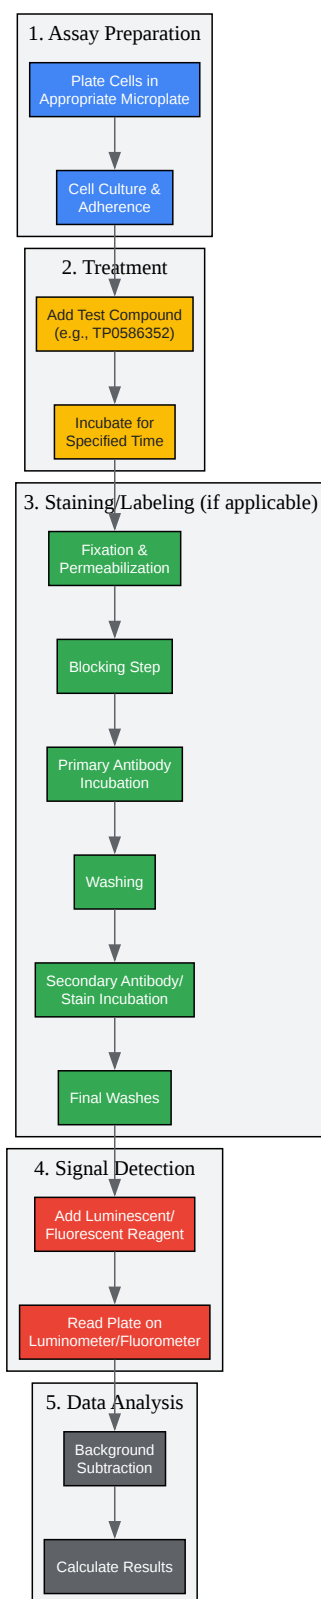 1. Assay Preparation
Plate Cells in
Appropriate Microplate
Cell Culture &
Adherence
2. Treatment
Add Test Compound
(e.g., TP0586352)
Incubate for
Specified Time
3. Staining/Labeling (if applicable)
Fixation &
Permeabilization
Blocking Step
Primary Antibody
Incubation
Washing
Secondary Antibody/
Stain Incubation
Final Washes
4. Signal Detection
Add Luminescent/
Fluorescent Reagent
Read Plate on
Luminometer/Fluorometer
5. Data Analysis
Background
Subtraction
Calculate Results